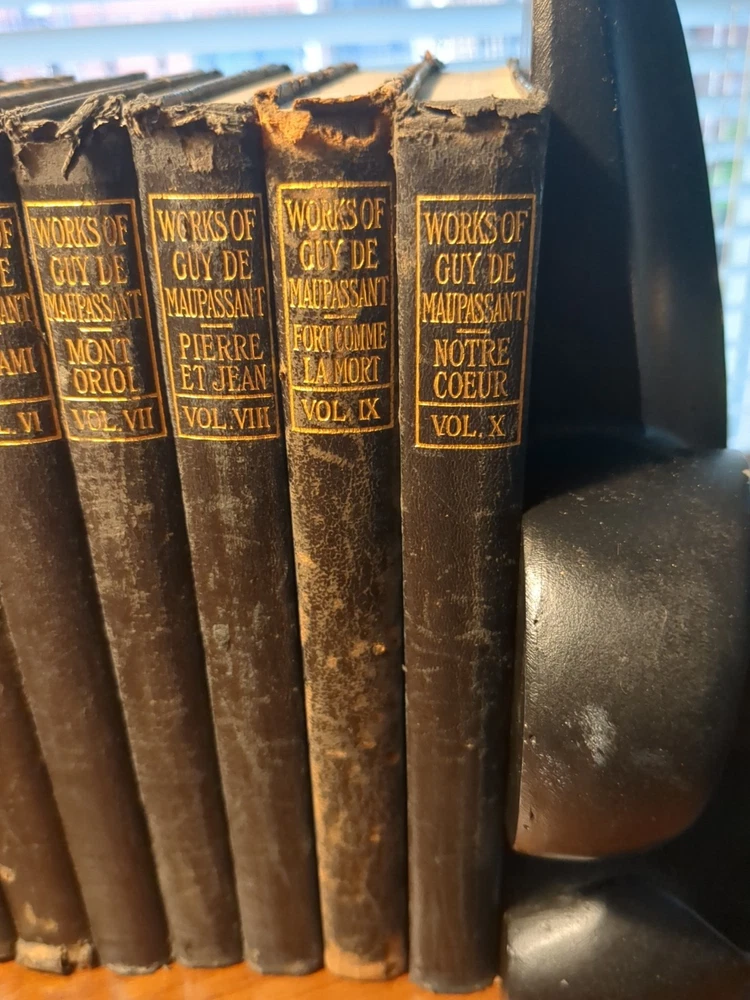 AMI
VI
WORKS OF
GUY DE
MAUPASSANT
MONT
ORIOL
VOL. VII
WORKS OF
GUY DE
MAUPASSANT
PIERRE
ET JEAN
VOL. VIII
WORKS OF
GUY DE
MAUPASSANT
FORT COMME
LA MORT
VOL. IX
WORKS OF
GUY DE
MAUPASSANT
NOTRE
COEUR
VOL. X